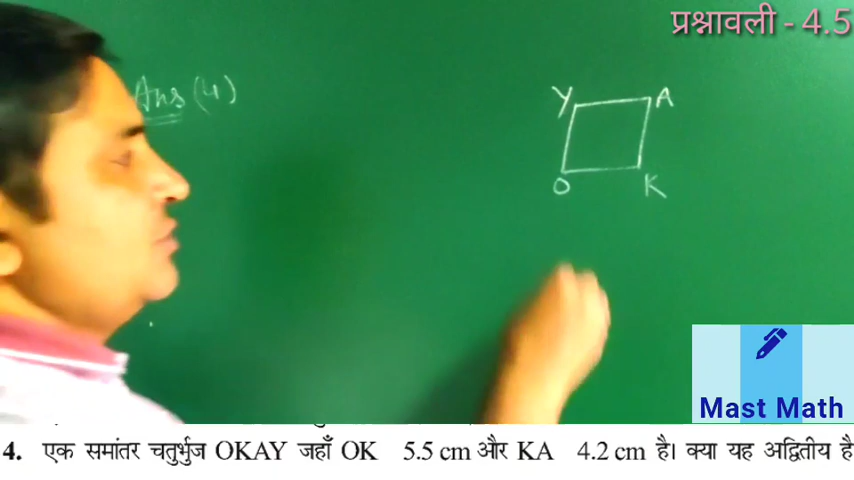 प्रश्नावली - 4.5
Ans (4)
Y A
O K
Mast Math
4. एक समांतर चतुर्भुज OKAY जहाँ OK 5.5 cm और KA 4.2 cm है। क्या यह अद्वितीय है